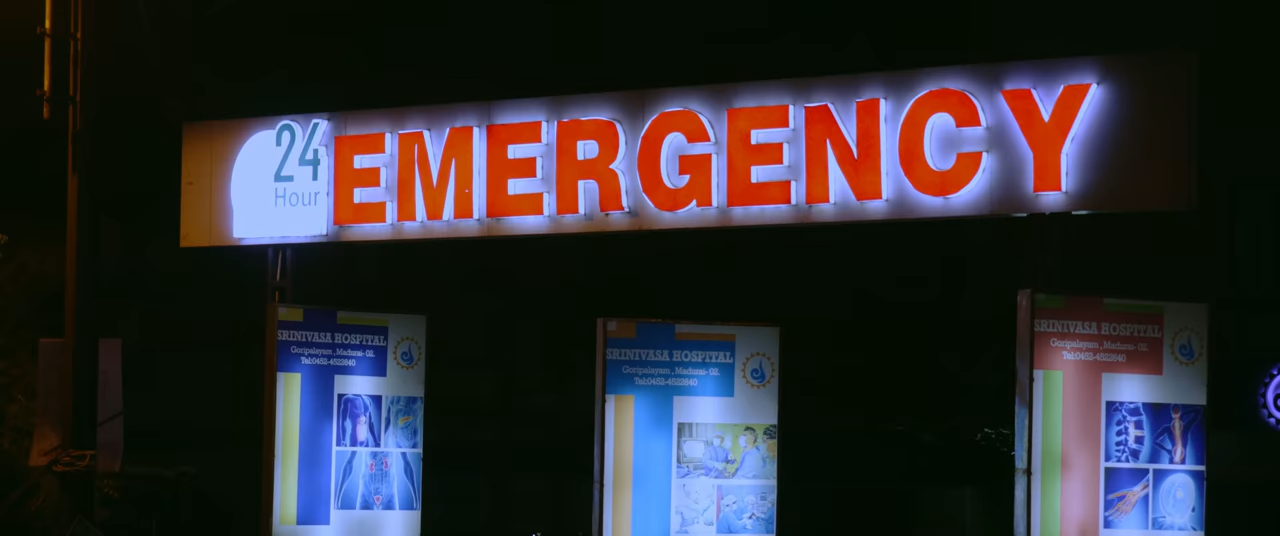 24
Hour
EMERGENCY
SRINIVASA HOSPITAL
Goripalayam, Madurai- 02.
Tel:0452-4522640
SRINIVASA HOSPITAL
Goripalayam, Madurai- 02.
Tel:0452-4522640
SRINIVASA HOSPITAL
Goripalayam, Madurai- 02.
Tel:0452-4522640